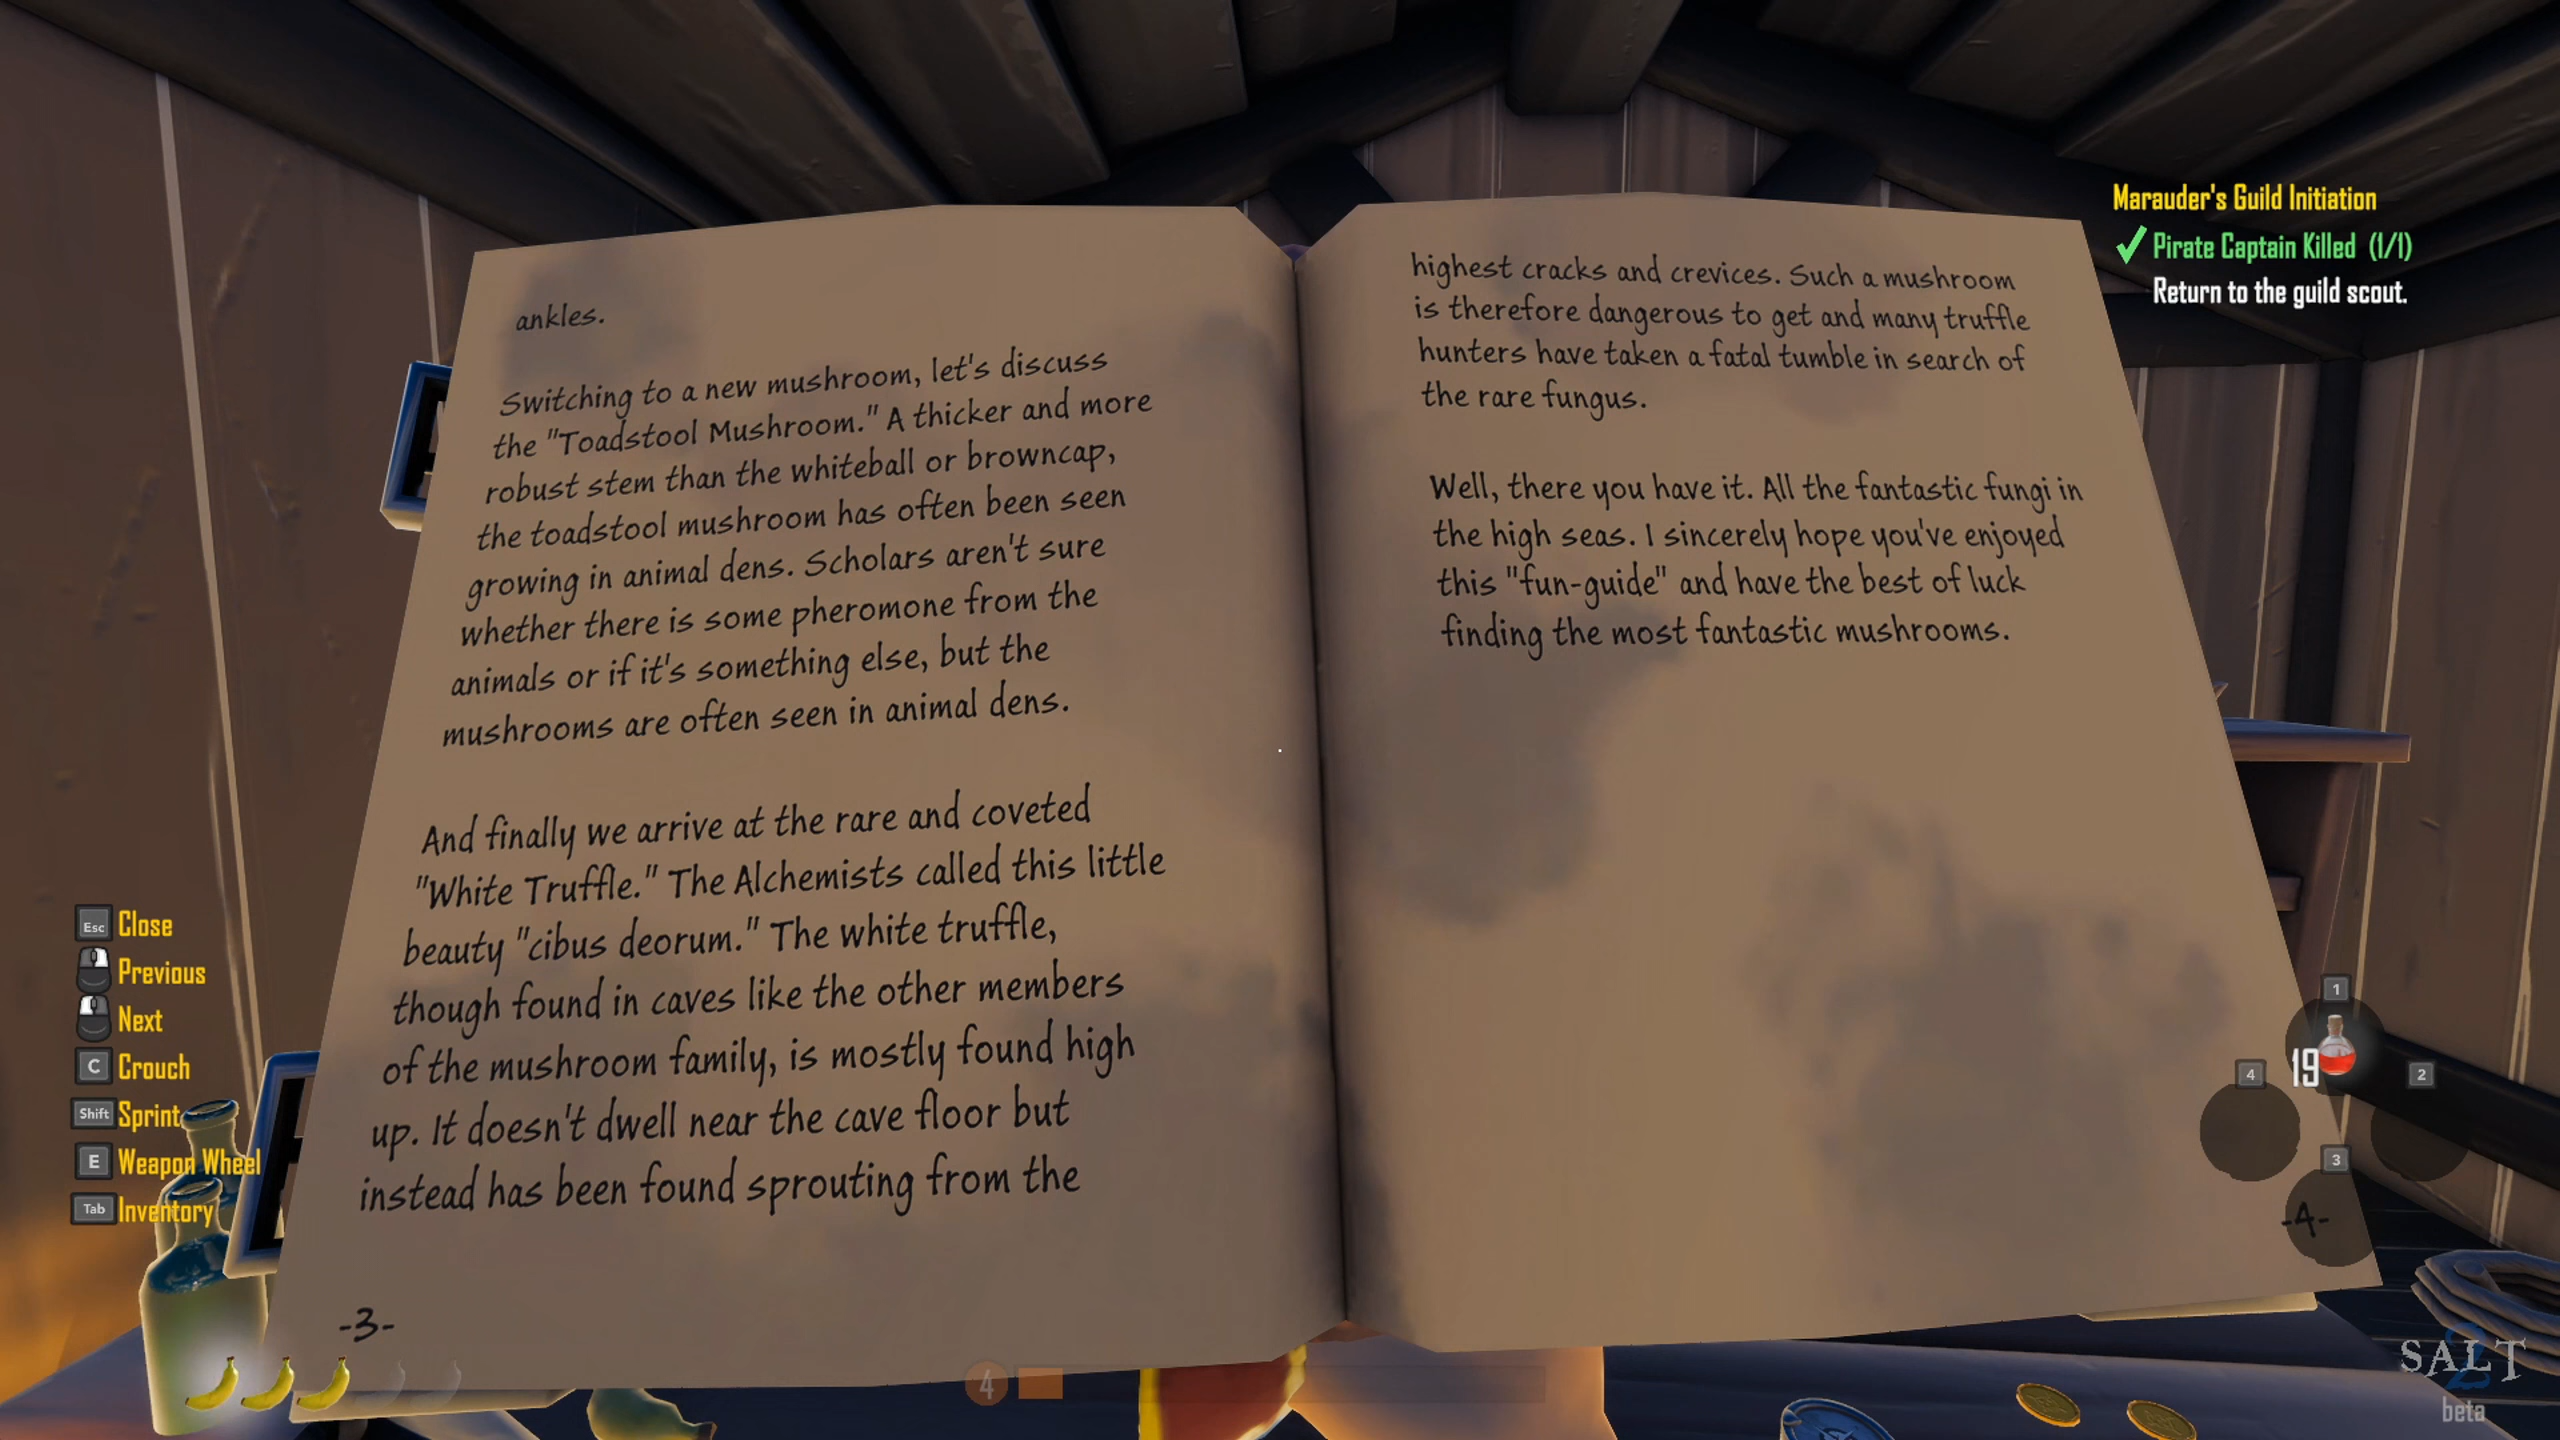 ankles.
Switching to a new mushroom, let's discuss
the "Toadstool Mushroom." A thicker and more
robust stem than the whiteball or browncap,
the toadstool mushroom has often been seen
growing in animal dens. Scholars aren't sure
whether there is some pheromone from the
animals or if it's something else, but the
mushrooms are often seen in animal dens.
And finally we arrive at the rare and coveted
"White Truffle." The Alchemists called this little
beauty "cibus deorum." The white truffle,
though found in caves like the other members
of the mushroom family, is mostly found high
up. It doesn't dwell near the cave floor but
instead has been found sprouting from the
-3-
highest cracks and crevices. Such a mushroom
is therefore dangerous to get and many truffle
hunters have taken a fatal tumble in search of
the rare fungus.
Well, there you have it. All the fantastic fungi in
the high seas. I sincerely hope you've enjoyed
this "fun-guide" and have the best of luck
finding the most fantastic mushrooms.
-4-
Marauder's Guild Initiation
Pirate Captain Killed (1/1)
Return to the guild scout.
Esc Close
Previous
Next
C Crouch
Shift Sprint
E Weapon Wheel
Tab Inventory
1
19
4
2
3
4
SALT
2
beta